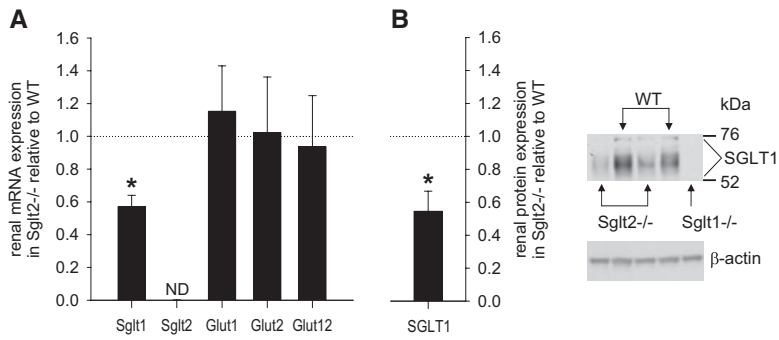 A
renal mRNA expression
in Sglt2-/- relative to WT
1.6
1.4
1.2
1.0
0.8
0.6
0.4
0.2
0.0
*
ND
Sglt1 Sglt2 Glut1 Glut2 Glut12
B
*
SGLT1
1.6
1.4
1.2
1.0
0.8
0.6
0.4
0.2
0.0
renal protein expression
in Sglt2-/- relative to WT
WT
kDa
76
SGLT1
52
Sglt2-/- Sglt1-/-
β-actin